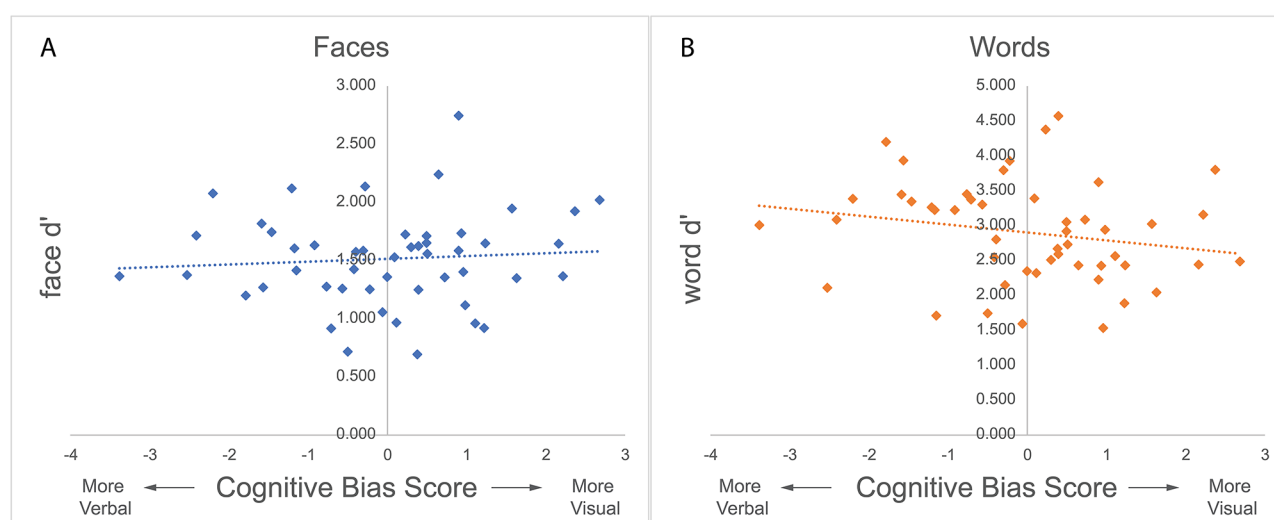 A
Faces
3.000
2.500
2.000
1.500
1.000
0.500
0.000
face d'
-4 -3 -2 -1 0 1 2 3
More Verbal
Cognitive Bias Score
More Visual
B
Words
5.000
4.500
4.000
3.500
3.000
2.500
2.000
1.500
1.000
0.500
0.000
word d'
-4 -3 -2 -1 0 1 2 3
More Verbal
Cognitive Bias Score
More Visual